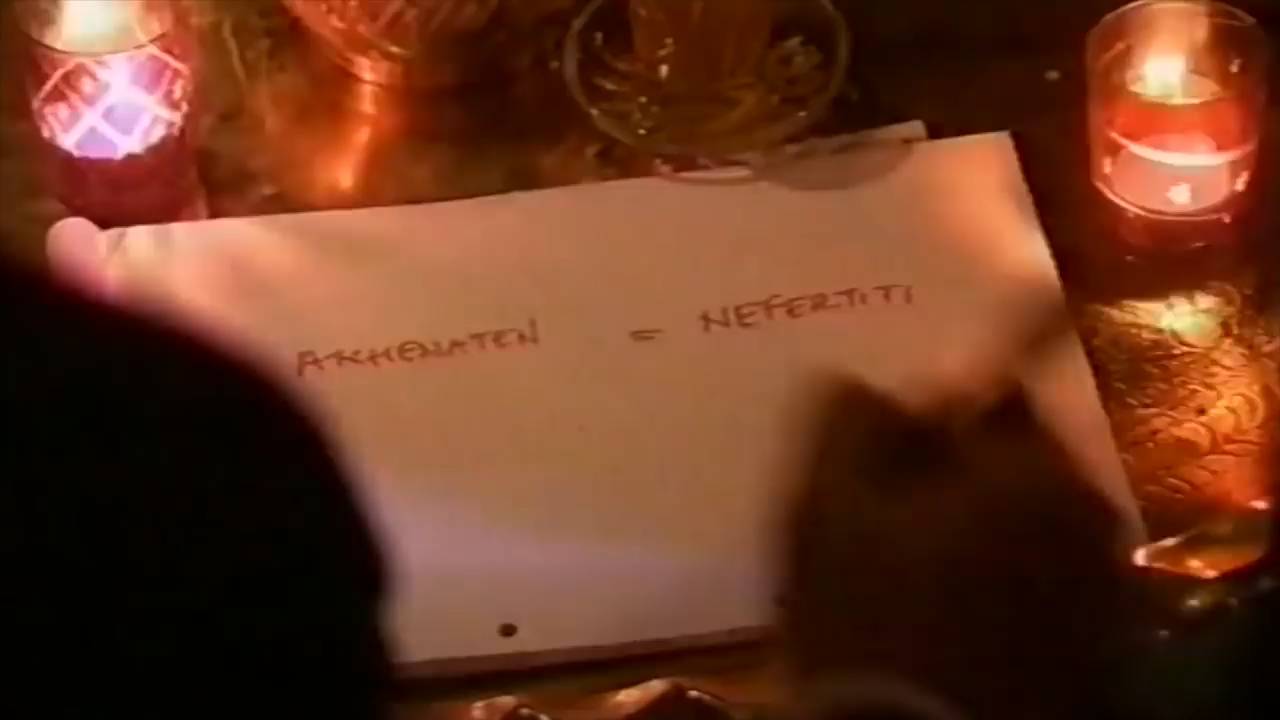 AKHENATEN = NEFERTITI